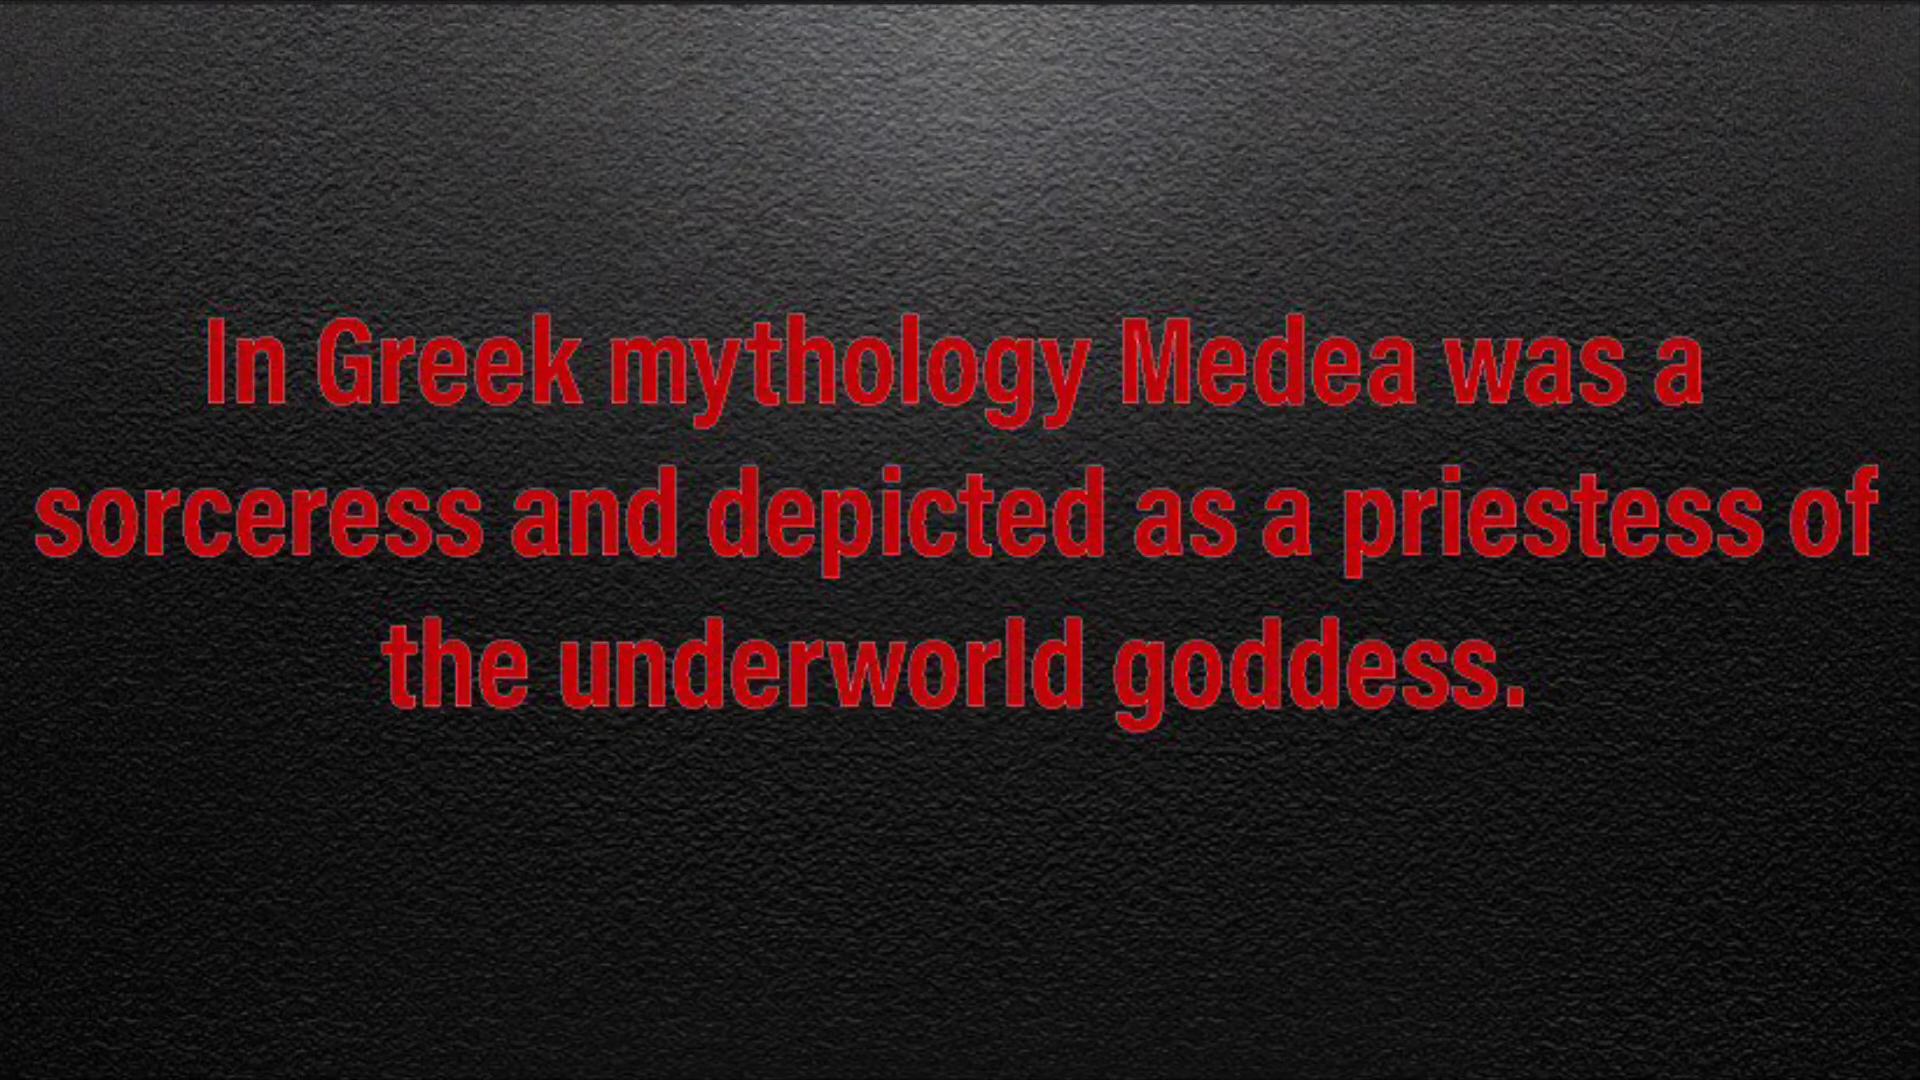 In Greek mythology Medea was a
sorceress and depicted as a priestess of
the underworld goddess.